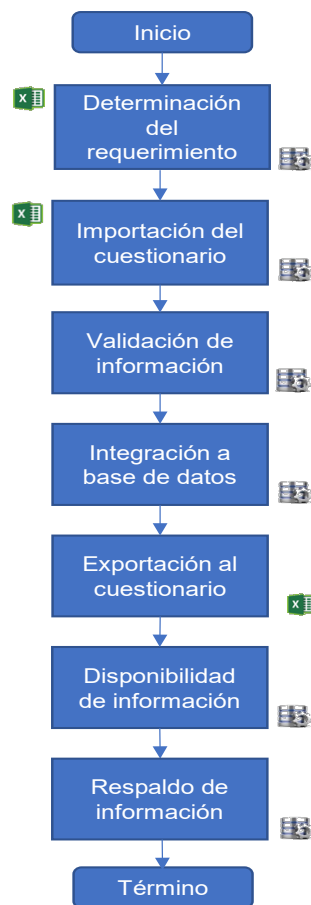 Inicio
Determinación
del
requerimiento
Importación del
cuestionario
Validación de
información
Integración a
base de datos
Exportación al
cuestionario
Disponibilidad
de información
Respaldo de
información
Término